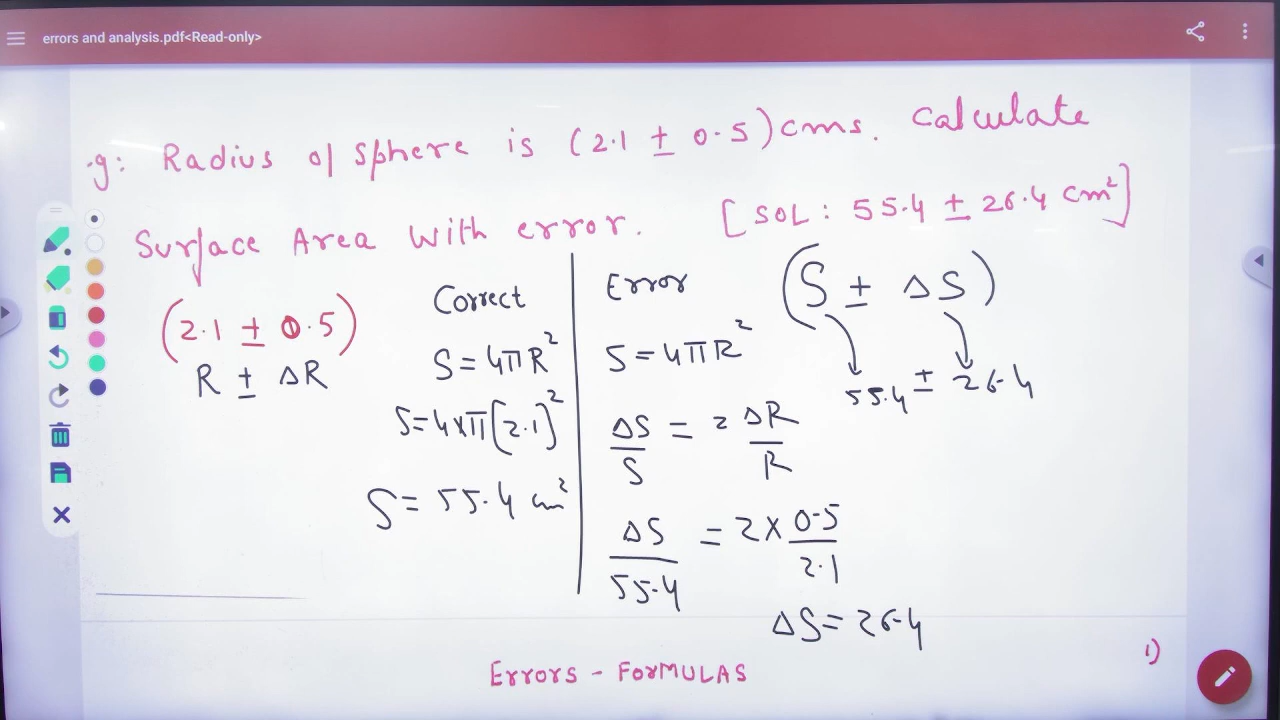 errors and analysis.pdf<Read-only>
.g: Radius of sphere is (2.1 ± 0.5) cms. Calculate
Surface Area with error. [SOL: 55.4 ± 26.4 cm²]
(2.1 ± 0.5)
R ± ΔR
Correct
S = 4πR²
S = 4×π[2.1]²
S = 55.4 cm²
Error
S = 4πR²
ΔS/S = 2 ΔR/R
ΔS/55.4 = 2 × 0.5/2.1
ΔS = 26.4
(S ± ΔS)
55.4 ± 26.4
Errors - FORMULAS
1)